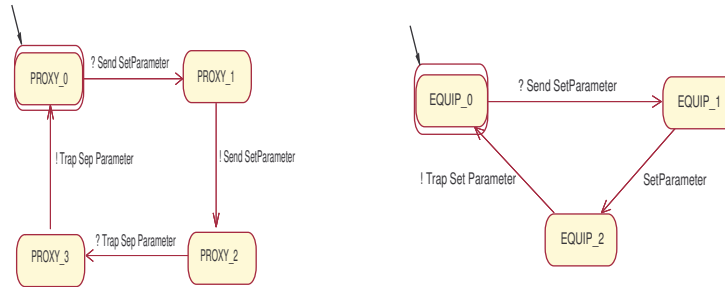 ? Send SetParameter
PROXY_0
PROXY_1
! Trap Sep Parameter
! Send SetParameter
? Trap Sep Parameter
PROXY_3
PROXY_2
? Send SetParameter
EQUIP_0
EQUIP_1
! Trap Set Parameter
SetParameter
EQUIP_2